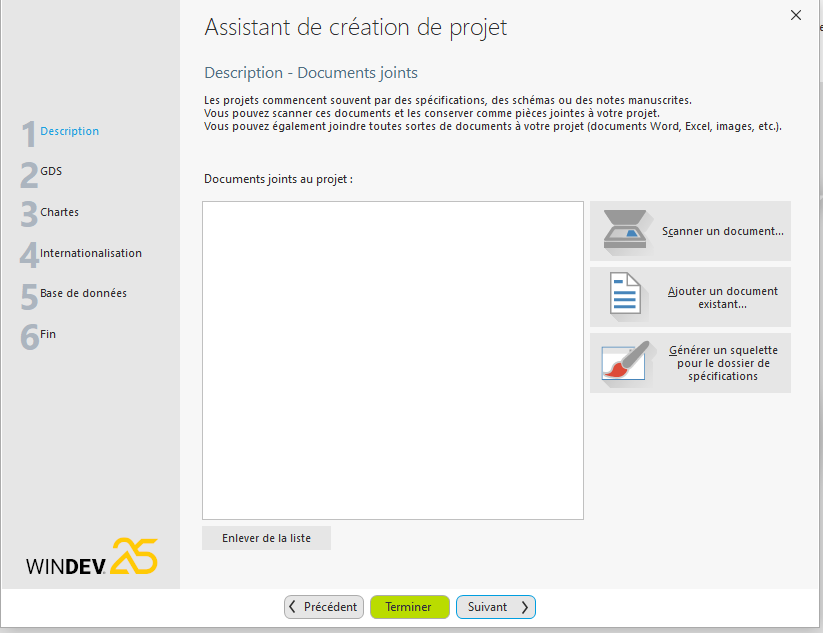 Assistant de création de projet
Description - Documents joints
Les projets commencent souvent par des spécifications, des schémas ou des notes manuscrites.
Vous pouvez scanner ces documents et les conserver comme pièces jointes à votre projet.
Vous pouvez également joindre toutes sortes de documents à votre projet (documents Word, Excel, images, etc.).
1 Description
2 GDS
3 Chartes
4 Internationalisation
5 Base de données
6 Fin
Documents joints au projet :
Scanner un document...
Ajouter un document
existant...
Générer un squelette
pour le dossier de
spécifications
Enlever de la liste
WINDEV 25
Précédent
Terminer
Suivant